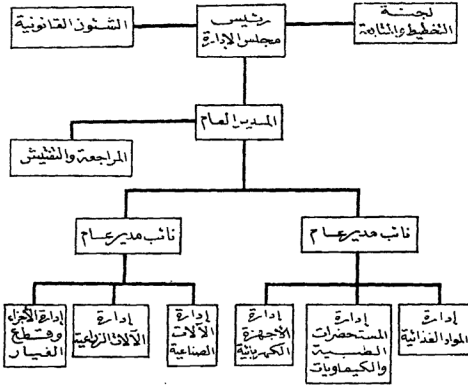 لجنة
التخطيط والمتابعة
رئيس
مجلس الإدارة
الشئون القانونية
المدير العام
المراجعة والتفتيش
نائب مدير عام
نائب مدير عام
إدارة
المواد الغذائية
إدارة
المستحضرات
الطبية
والكيماويات
إدارة
الأجهزة
الكهربائية
إدارة
الآلات
الصناعية
إدارة
الآلات الزراعية
إدارة الأجزاء
وقطع
الغيار